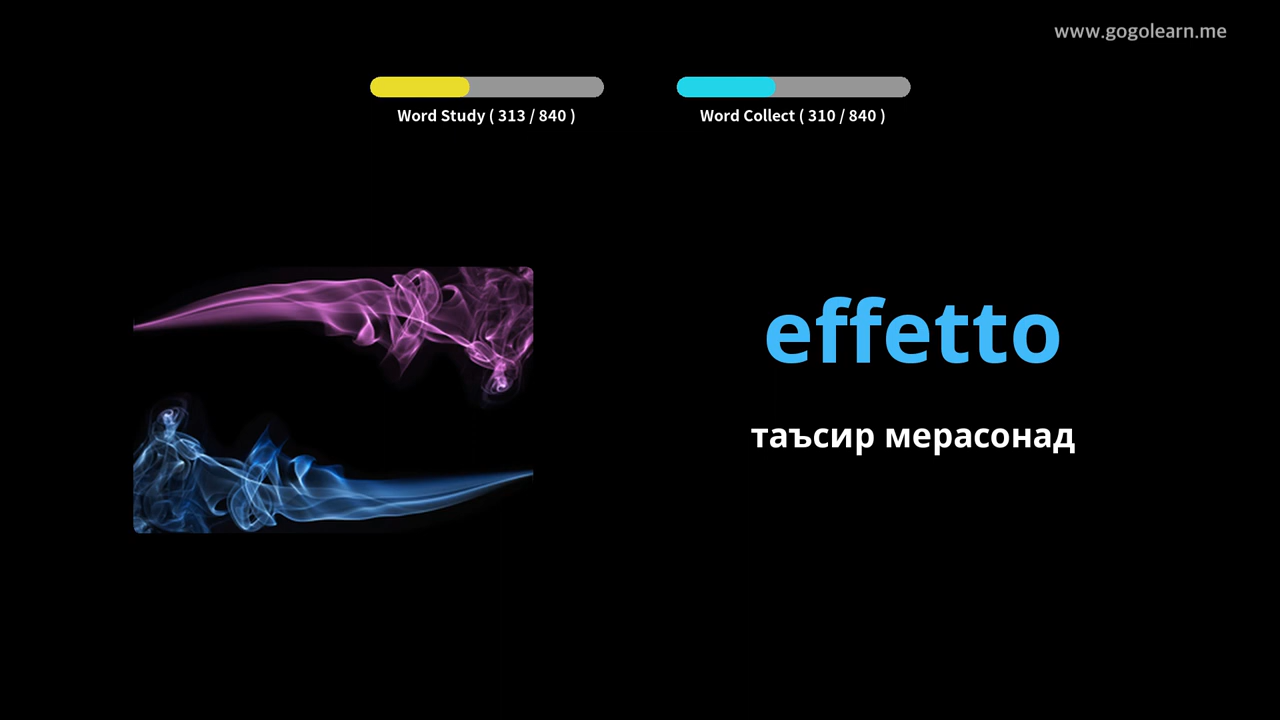 www.gogolearn.me
Word Study ( 313 / 840 )
Word Collect ( 310 / 840 )
effetto
таъсир мерасонад